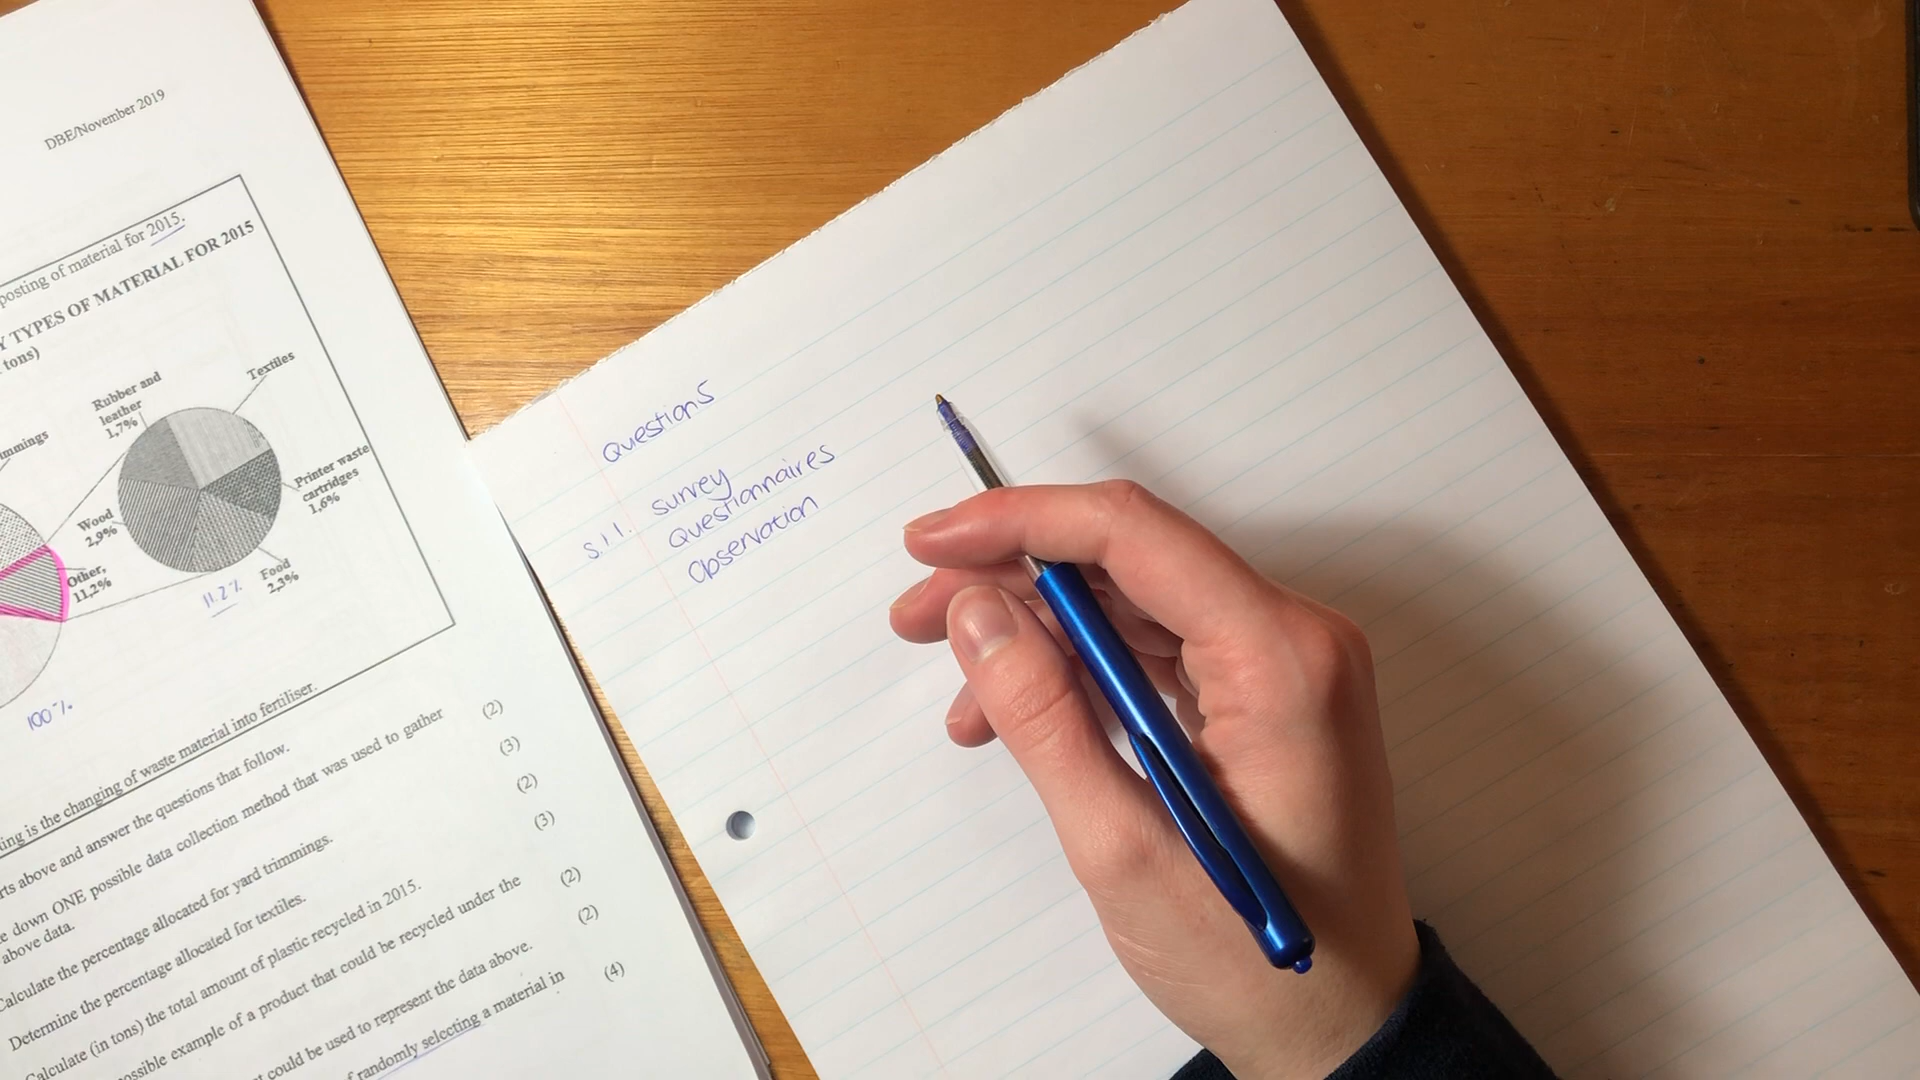 DBE/November 2019
posting of material for 2015.
TYPES OF MATERIAL FOR 2015
tons)
Textiles
Rubber and
leather
1,7%
Printer waste
cartridges
1,6%
Wood
2,9%
Food
2,3%
Other,
11,2%
11.2%
100%
is the changing of waste material into fertiliser.
above and answer the questions that follow. (2)
down ONE possible data collection method that was used to gather
above data. (3)
Calculate the percentage allocated for yard trimmings. (2)
Determine the percentage allocated for textiles. (3)
Calculate (in tons) the total amount of plastic recycled in 2015.
possible example of a product that could be recycled under the (2)
could be used to represent the data above. (2)
randomly selecting a material in (4)
Questions
5.1.1. survey
Questionnaires
Observation